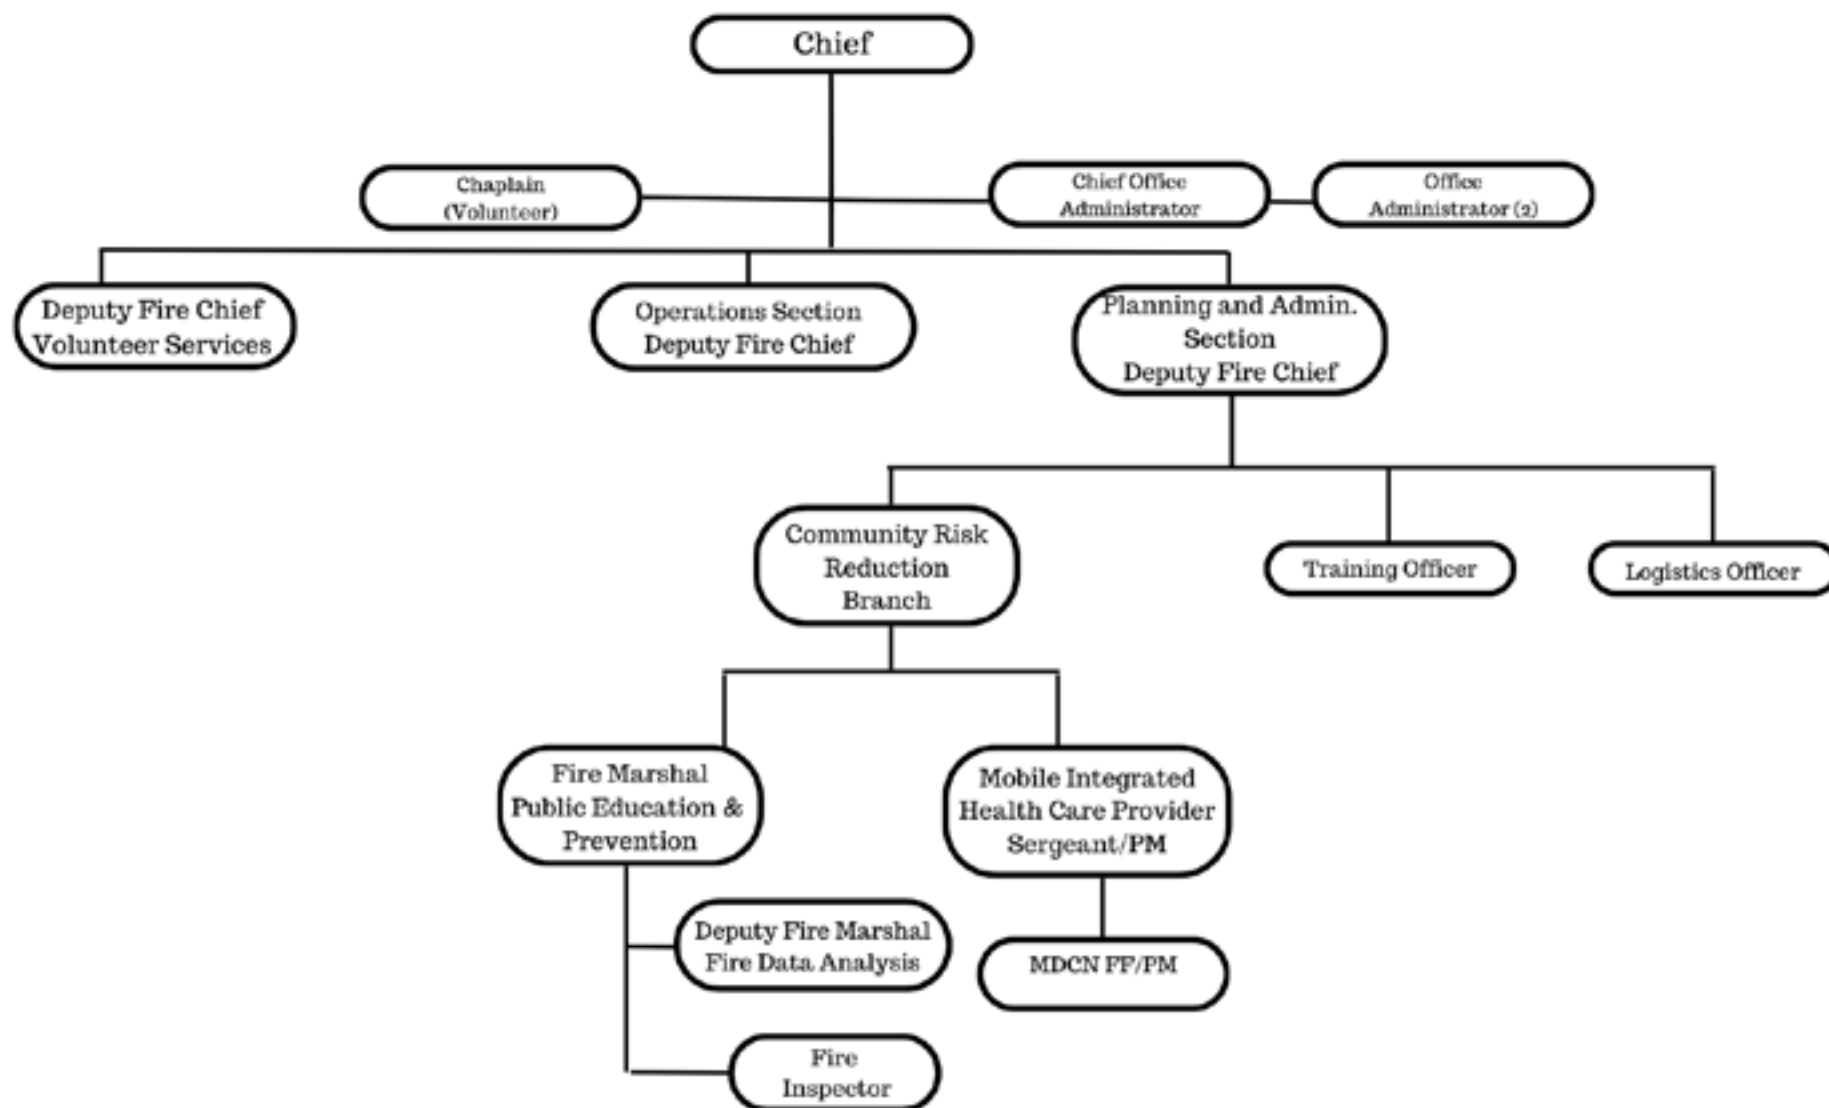 Chief
Chaplain
(Volunteer)
Chief Office
Administrator
Office
Administrator (2)
Deputy Fire Chief
Volunteer Services
Operations Section
Deputy Fire Chief
Planning and Admin.
Section
Deputy Fire Chief
Community Risk
Reduction
Branch
Training Officer
Logistics Officer
Fire Marshal
Public Education &
Prevention
Mobile Integrated
Health Care Provider
Sergeant/PM
Deputy Fire Marshal
Fire Data Analysis
MDCN FF/PM
Fire
Inspector